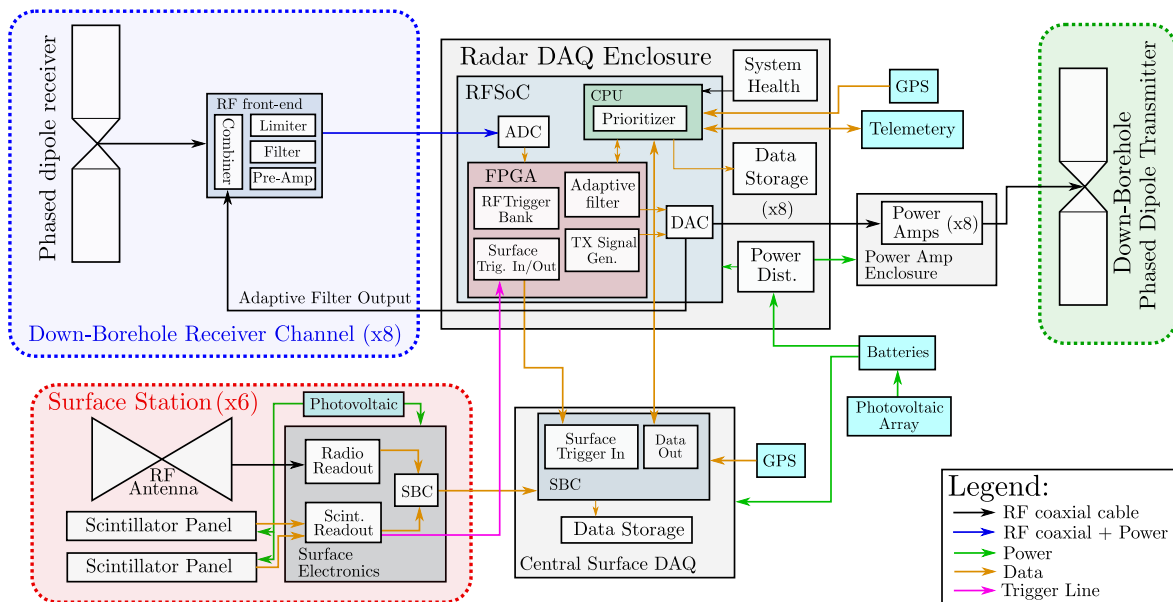 Phased dipole receiver
RF front-end
Combiner
Limiter
Filter
Pre-Amp
Adaptive Filter Output
Down-Borehole Receiver Channel (x8)
Radar DAQ Enclosure
RFSoC
CPU
Prioritizer
System
Health
ADC
FPGA
RFTrigger
Bank
Adaptive
filter
Surface
Trig. In/Out
TX Signal
Gen.
DAC
Data
Storage
(x8)
Power
Dist.
GPS
Telemetery
Power
Amps
(x8)
Power Amp
Enclosure
Down-Borehole
Phased Dipole Transmitter
Batteries
Photovoltaic
Array
Surface Station (x6)
Photovoltaic
RF
Antenna
Radio
Readout
SBC
Scint.
Readout
Surface
Electronics
Scintillator Panel
Scintillator Panel
Surface
Trigger In
Data
Out
SBC
Data Storage
Central Surface DAQ
GPS
Legend:
RF coaxial cable
RF coaxial + Power
Power
Data
Trigger Line